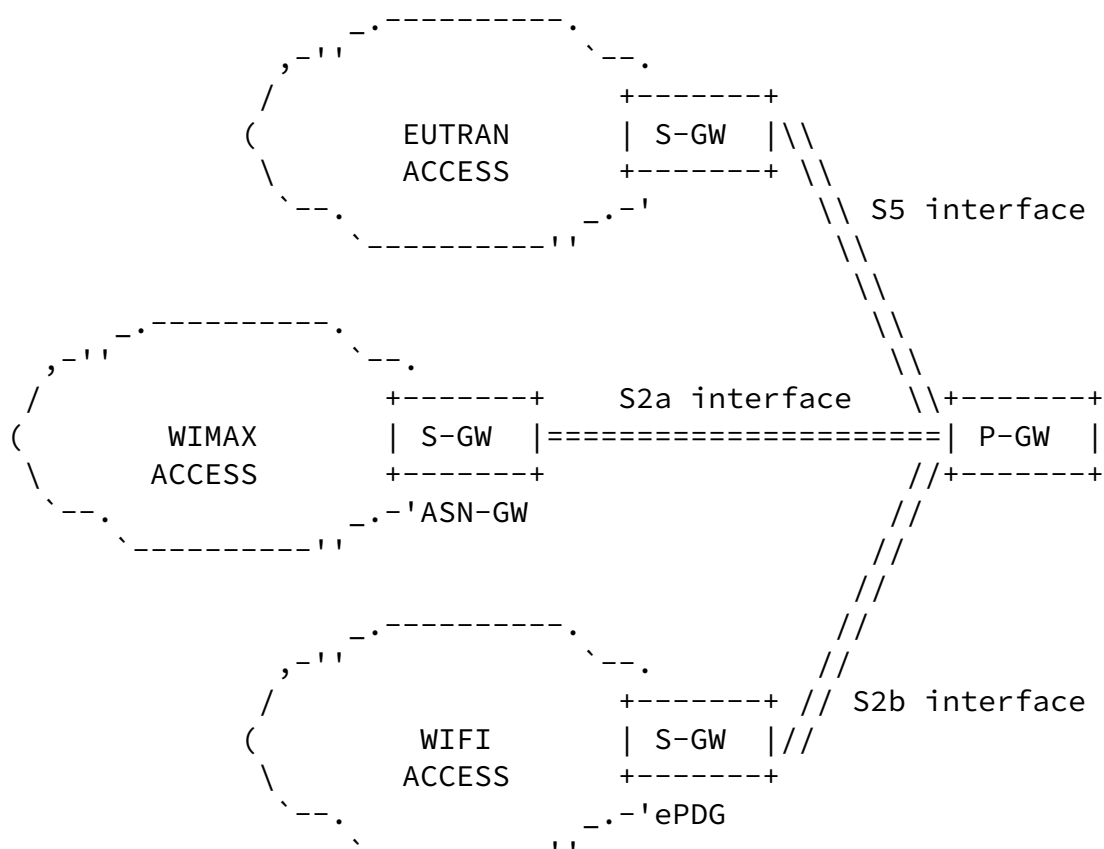 EUTRAN S-GW
ACCESS
S5 interface
S2a interface
WIMAX S-GW P-GW
ACCESS
ASN-GW
S2b interface
WIFI S-GW
ACCESS
ePDG